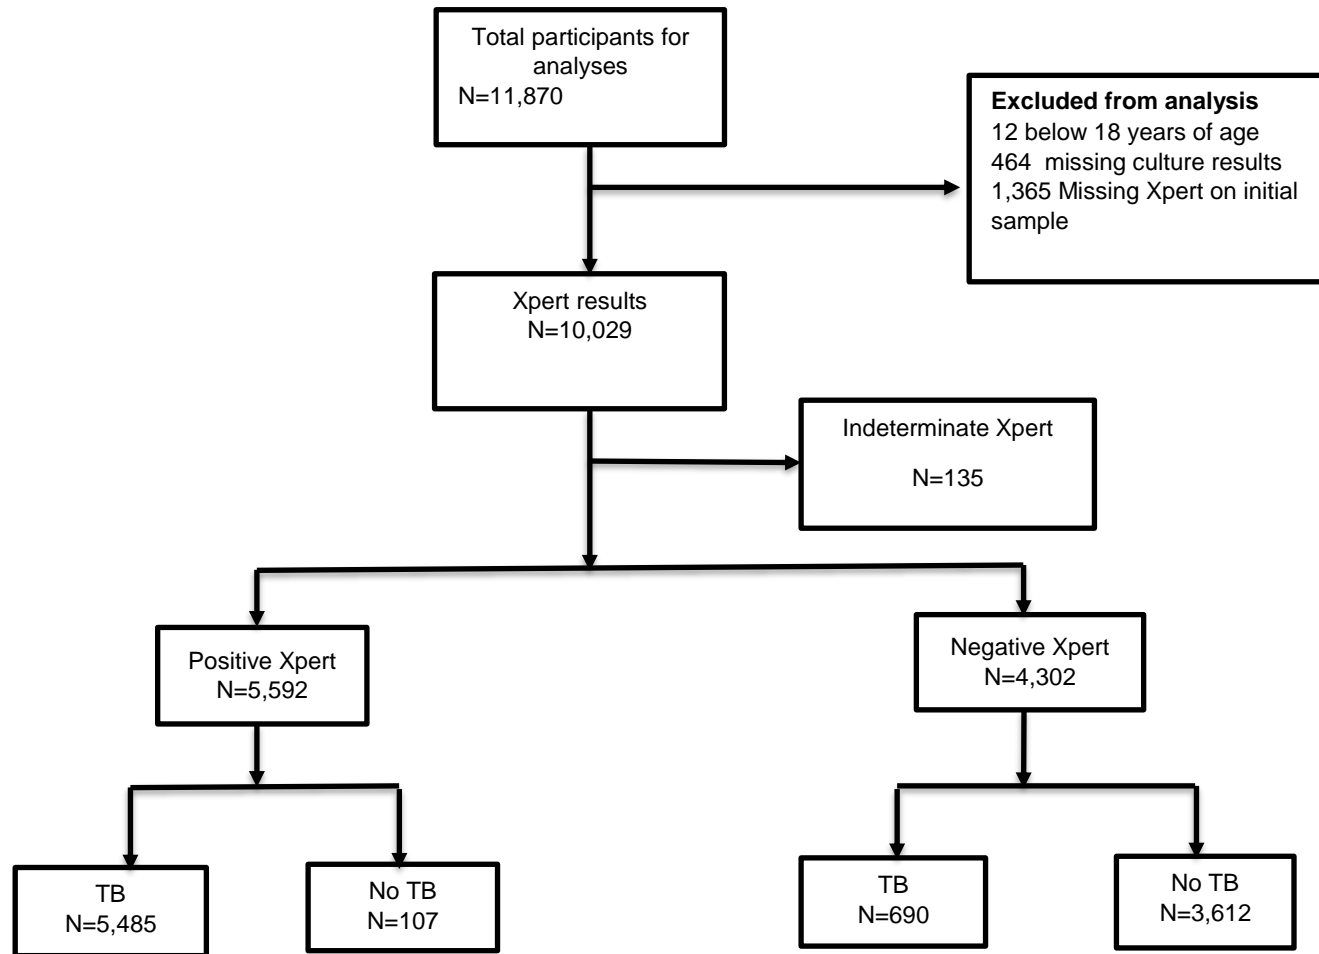 Total participants for
analyses
N=11,870
Excluded from analysis
12 below 18 years of age
464  missing culture results
1,365 Missing Xpert on initial
sample
Xpert results
N=10,029
Indeterminate Xpert
N=135
Positive Xpert
N=5,592
Negative Xpert
N=4,302
TB
N=5,485
No TB
N=107
TB
N=690
No TB
N=3,612